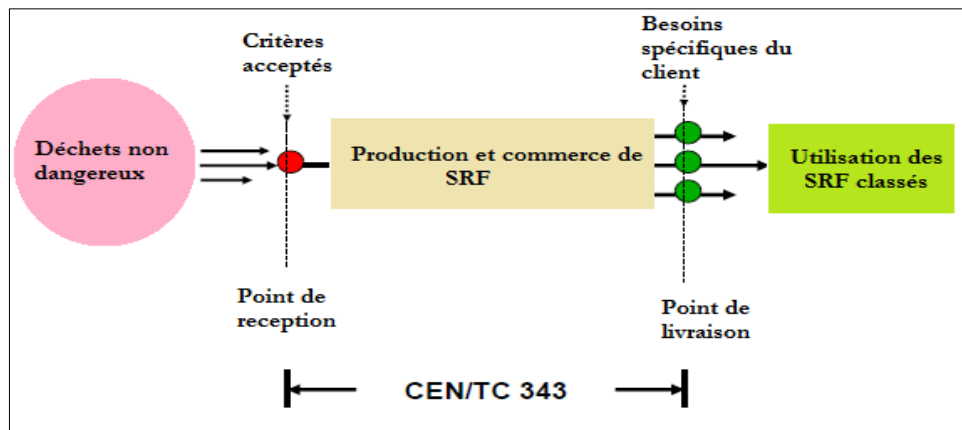 Critères
acceptés
Besoins
spécifiques du
client
Déchets non
dangereux
Production et commerce de
SRF
Utilisation des
SRF classés
Point de
reception
Point de
livraison
CEN/TC 343